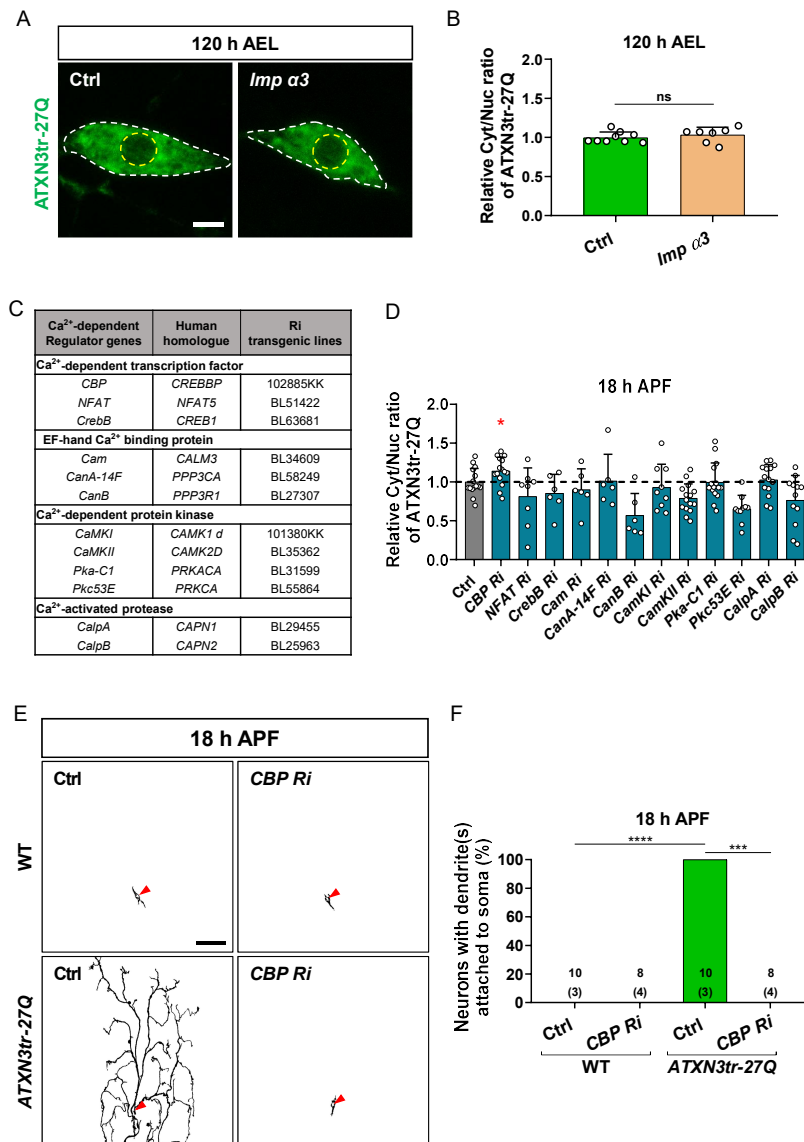 A
120 h AEL
Ctrl
Imp α3
ATXN3tr-27Q
B
120 h AEL
Relative Cyt/Nuc ratio
of ATXN3tr-27Q
2.0
1.5
1.0
0.5
0.0
ns
Ctrl
Imp α3
C
Ca²⁺-dependent Regulator genes | Human homologue | Ri transgenic lines
Ca²⁺-dependent transcription factor
CBP CREBBP 102885KK
NFAT NFAT5 BL51422
CrebB CREB1 BL63681
EF-hand Ca²⁺ binding protein
Cam CALM3 BL34609
CanA-14F PPP3CA BL58249
CanB PPP3R1 BL27307
Ca²⁺-dependent protein kinase
CaMKI CAMK1 d 101380KK
CaMKII CAMK2D BL35362
Pka-C1 PRKACA BL31599
Pkc53E PRKCA BL55864
Ca²⁺-activated protease
CalpA CAPN1 BL29455
CalpB CAPN2 BL25963
D
18 h APF
Relative Cyt/Nuc ratio
of ATXN3tr-27Q
2.0
1.5
1.0
0.5
0.0
*
Ctrl
CBP Ri
NFAT Ri
CrebB Ri
Cam Ri
CanA-14F Ri
CanB Ri
CamKI Ri
CamKII Ri
Pka-C1 Ri
Pkc53E Ri
CalpA Ri
CalpB Ri
E
18 h APF
Ctrl
CBP Ri
WT
Ctrl
CBP Ri
ATXN3tr-27Q
F
18 h APF
Neurons with dendrite(s)
attached to soma (%)
100
80
60
40
20
0
**** ***
10 8 10 8
(3) (4) (3) (4)
Ctrl CBP Ri Ctrl CBP Ri
WT ATXN3tr-27Q